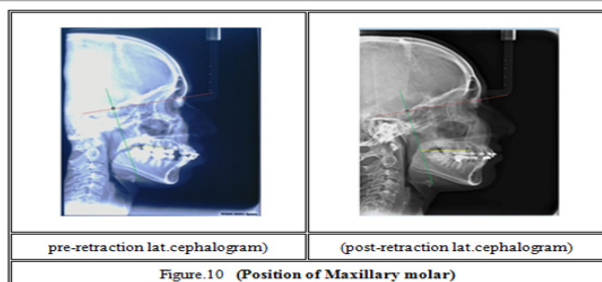 pre-retraction lat.cephalogram)
(post-retraction lat.cephalogram)
Figure.10 (Position of Maxillary molar)